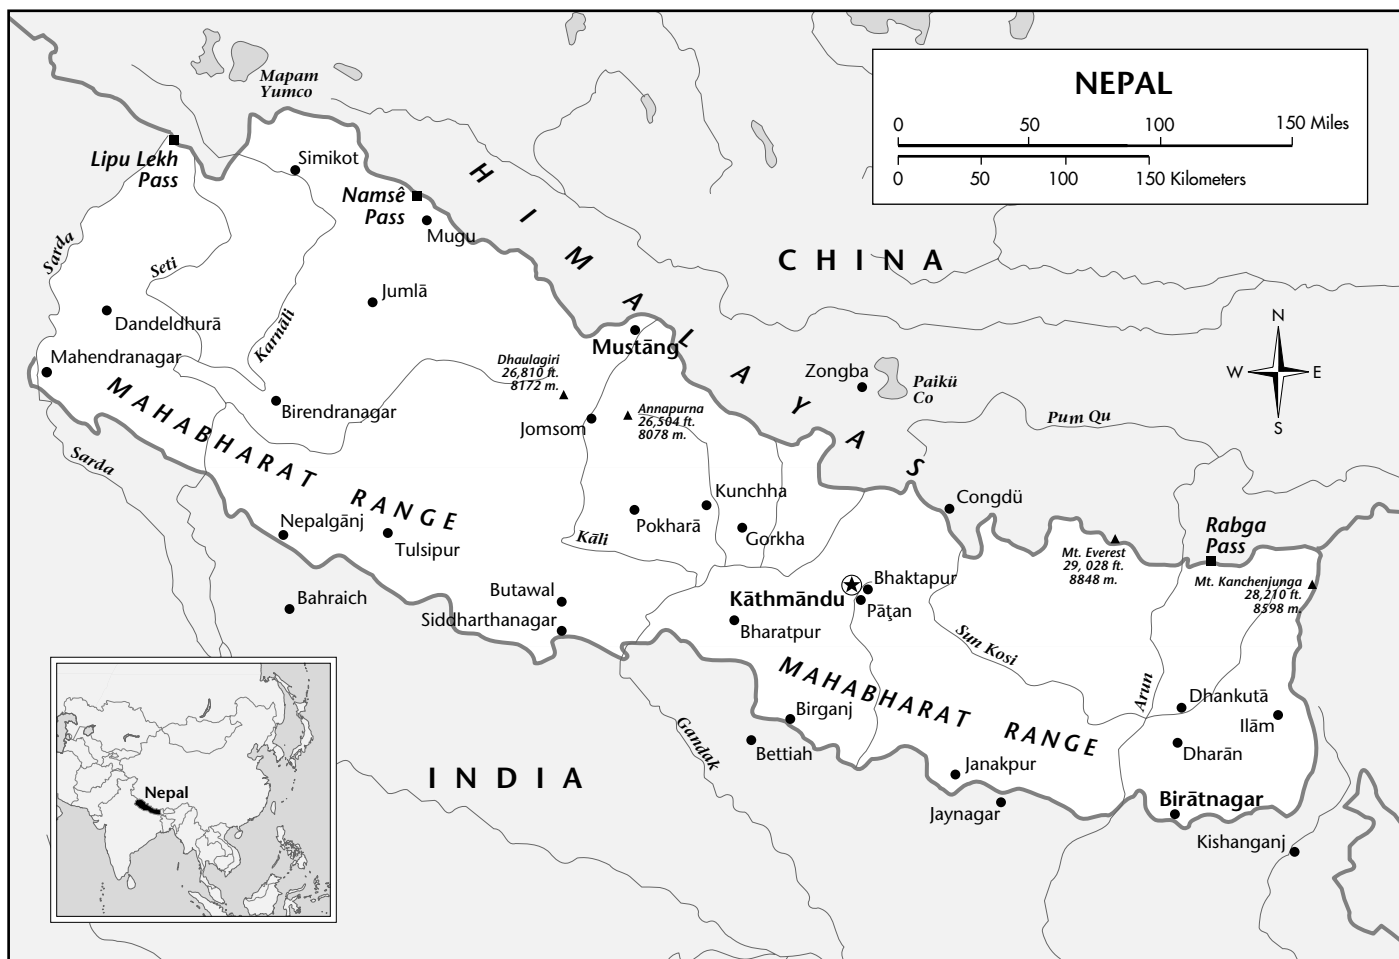 NEPAL
0 50 100 150 Miles
0 50 100 150 Kilometers
Mapam
Yumco
Lipu Lekh
Pass
Simikot
Namsê
Pass
Mugu
HIMALAYAS
CHINA
Sarda
Seti
Karnāli
Jumlā
Dandeldhurā
Mahendranagar
Birendranagar
Mustāng
Dhaulagiri
26,810 ft.
8172 m.
Annapurna
26,504 ft.
8078 m.
Jomsom
Zongba
Paikü
Co
Pum Qu
N
W E
S
MAHABHARAT RANGE
Sarda
Nepalgānj
Tulsipur
Kāli
Pokharā
Kunchha
Gorkha
Congdü
Rabga
Pass
Mt. Everest
29, 028 ft.
8848 m.
Mt. Kanchenjunga
28,210 ft.
8598 m.
Bahraich
Butawal
Siddharthanagar
Kāthmāndu
Bhaktapur
Pāţan
Bharatpur
Sun Kosi
Arun
MAHABHARAT RANGE
Dhankutā
Ilām
Dharān
Birganj
Bettiah
Gandak
Janakpur
Jaynagar
Birātnagar
Kishanganj
INDIA
Nepal